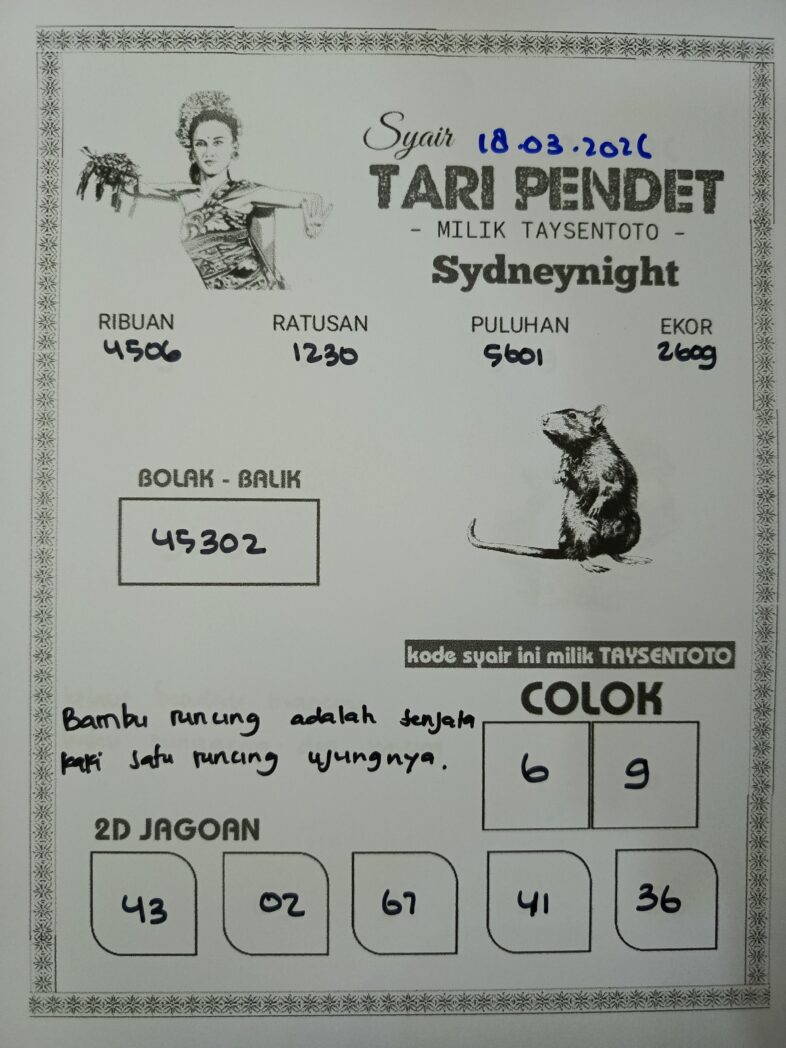 Syair 18.03.2026
TARI PENDET
- MILIK TAYSENTOTO -
Sydneynight
RIBUAN RATUSAN PULUHAN EKOR
4506 1230 5601 2609
BOLAK - BALIK
45302
kode syair ini milik TAYSENTOTO
COLOK
6 9
Bambu runcing adalah senjata
kaki satu runcing ujungnya.
2D JAGOAN
43 02 67 41 36